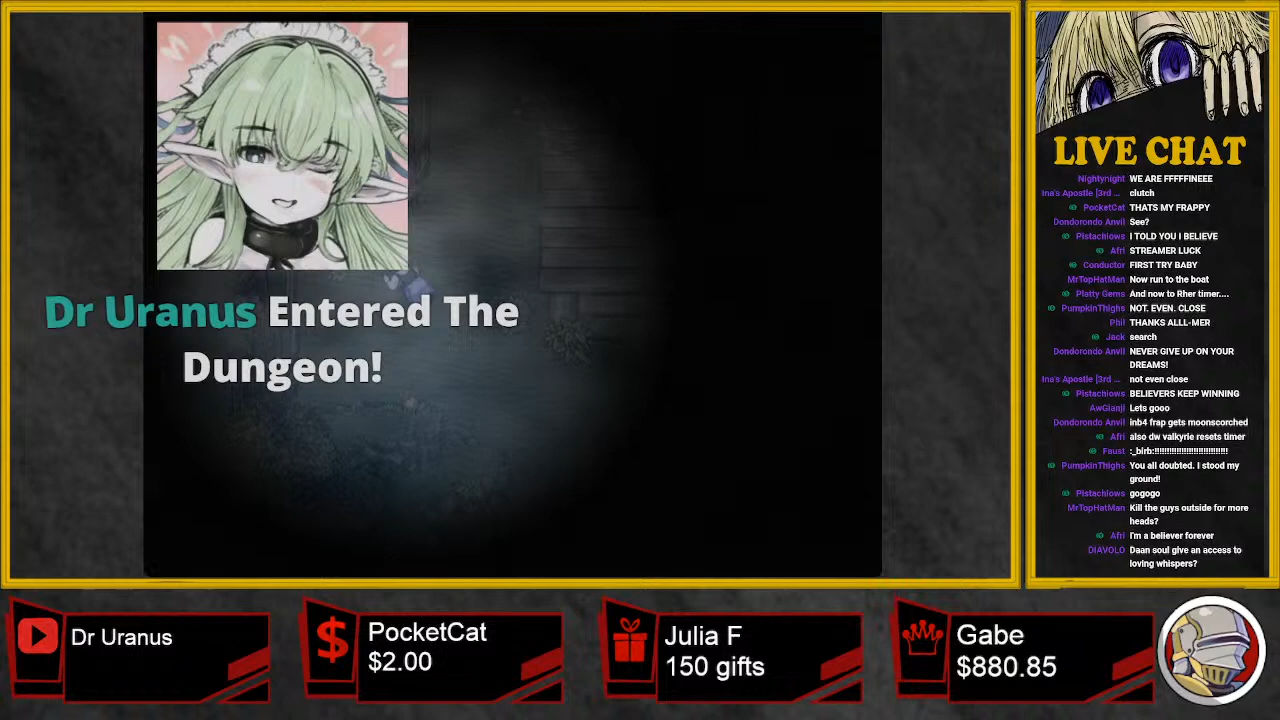 Dr Uranus Entered The
Dungeon!
LIVE CHAT
Nightynight WE ARE FFFFFINEEE
Ina's Apostle [3rd ... clutch
PocketCat THATS MY FRAPPY
Dondorondo Anvil See?
Pistachiows I TOLD YOU I BELIEVE
Afri STREAMER LUCK
Conductor FIRST TRY BABY
MrTopHatMan Now run to the boat
Platty Gems And now to Rher timer....
PumpkinThighs NOT. EVEN. CLOSE
Phil THANKS ALLL-MER
Jack search
Dondorondo Anvil NEVER GIVE UP ON YOUR
DREAMS!
Ina's Apostle [3rd ... not even close
Pistachiows BELIEVERS KEEP WINNING
AwGianji Lets gooo
Dondorondo Anvil inb4 frap gets moonscorched
Afri also dw valkyrie resets timer
Faust :_birb:!!!!!!!!!!!!!!!!!!!!!!!!!!!!
PumpkinThighs You all doubted. I stood my
ground!
Pistachiows gogogo
MrTopHatMan Kill the guys outside for more
heads?
Afri I'm a believer forever
DIAVOLO Daan soul give an access to
loving whispers?
Dr Uranus
PocketCat
$2.00
Julia F
150 gifts
Gabe
$880.85